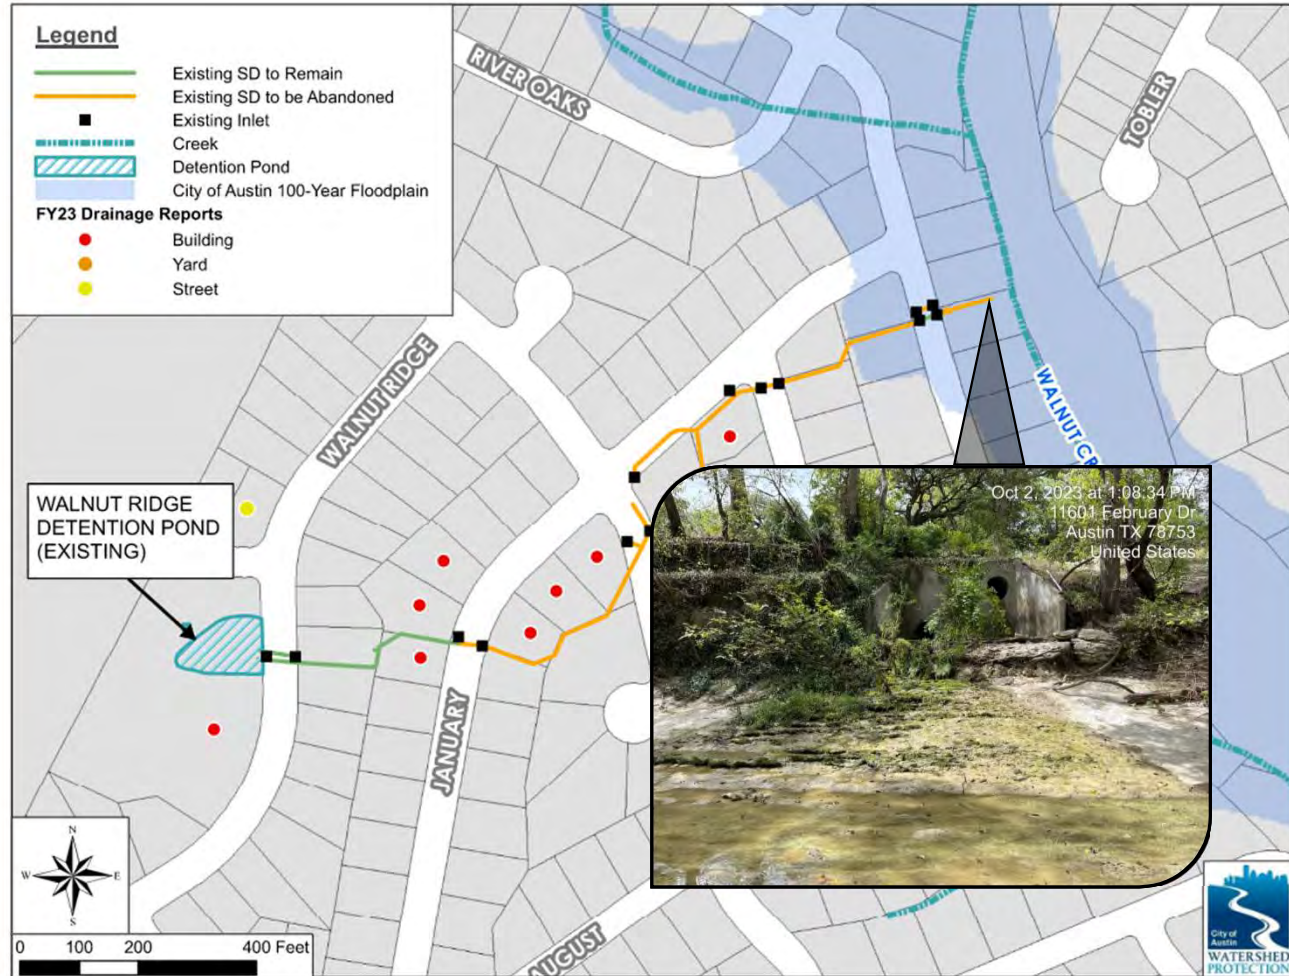 Legend
Existing SD to Remain
Existing SD to be Abandoned
Existing Inlet
Creek
Detention Pond
City of Austin 100-Year Floodplain
FY23 Drainage Reports
Building
Yard
Street
RIVER OAKS
TOBLER
WALNUT RIDGE
WALNUT CR
WALNUT RIDGE
DETENTION POND
(EXISTING)
Oct 2, 2023 at 1:08:34 PM
11601 February Dr
Austin TX 78753
United States
JANUARY
AUGUST
N
W E
S
0 100 200 400 Feet
City of
Austin
WATERSHED
PROTECTION